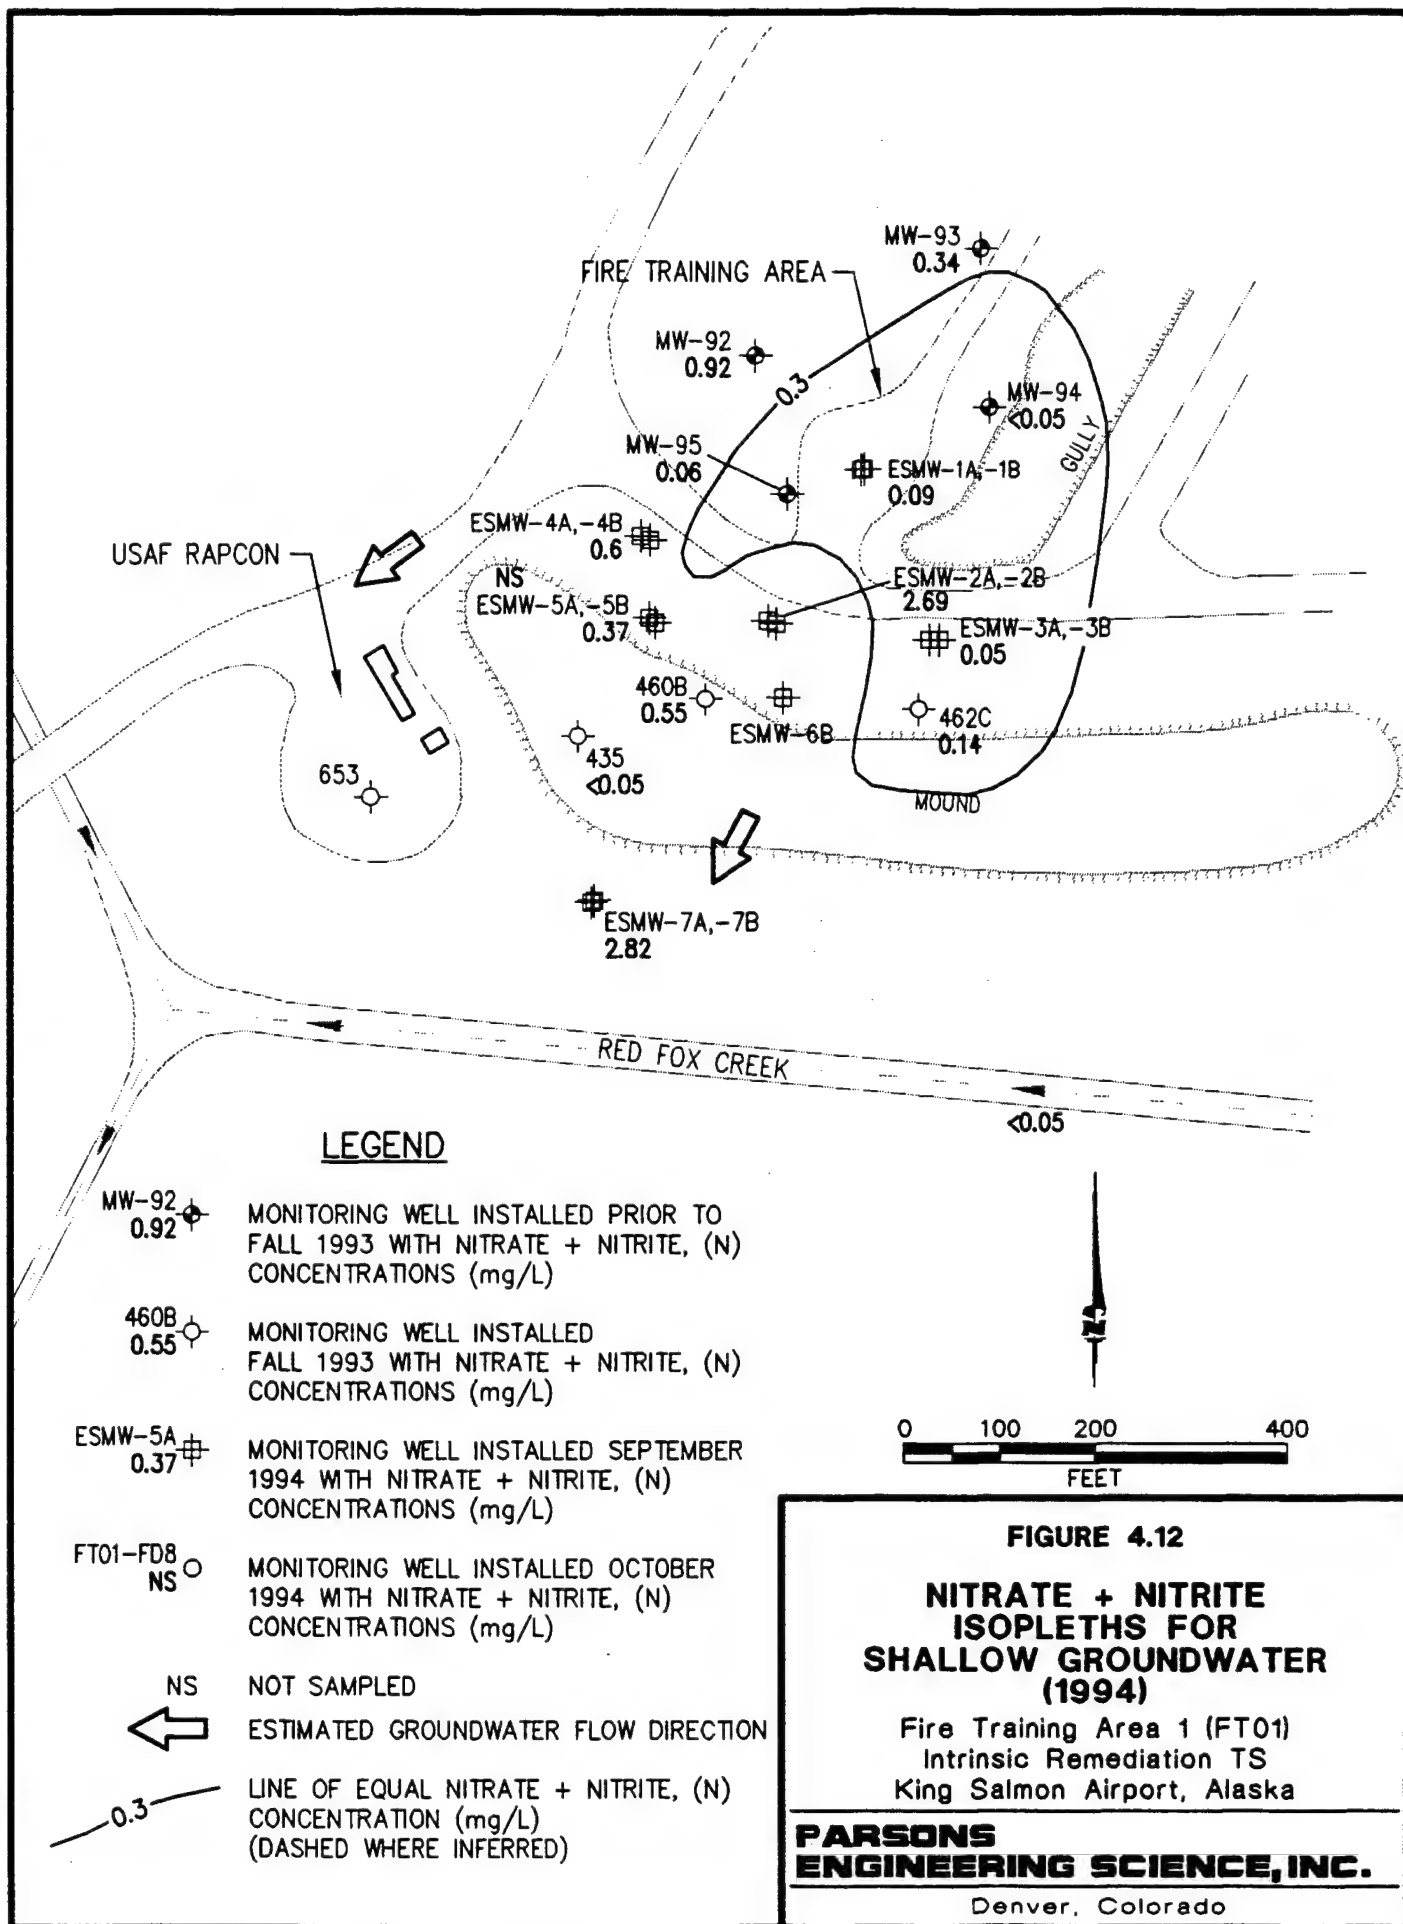 MW-93
0.34
FIRE TRAINING AREA
MW-92
0.92
0.3
MW-94
<0.05
GULLY
MW-95
0.06
ESMW-1A,-1B
0.09
ESMW-4A,-4B
0.6
USAF RAPCON
NS
ESMW-5A,-5B
0.37
ESMW-2A,-2B
2.69
ESMW-3A,-3B
0.05
460B
0.55
ESMW-6B
462C
0.14
435
<0.05
653
MOUND
ESMW-7A,-7B
2.82
RED FOX CREEK
<0.05
LEGEND
MW-92
0.92
MONITORING WELL INSTALLED PRIOR TO
FALL 1993 WITH NITRATE + NITRITE, (N)
CONCENTRATIONS (mg/L)
460B
0.55
MONITORING WELL INSTALLED
FALL 1993 WITH NITRATE + NITRITE, (N)
CONCENTRATIONS (mg/L)
ESMW-5A
0.37
MONITORING WELL INSTALLED SEPTEMBER
1994 WITH NITRATE + NITRITE, (N)
CONCENTRATIONS (mg/L)
FT01-FD8
NS
MONITORING WELL INSTALLED OCTOBER
1994 WITH NITRATE + NITRITE, (N)
CONCENTRATIONS (mg/L)
NS NOT SAMPLED
ESTIMATED GROUNDWATER FLOW DIRECTION
0.3
LINE OF EQUAL NITRATE + NITRITE, (N)
CONCENTRATION (mg/L)
(DASHED WHERE INFERRED)
N
0 100 200 400
FEET
FIGURE 4.12
NITRATE + NITRITE
ISOPLETHS FOR
SHALLOW GROUNDWATER
(1994)
Fire Training Area 1 (FT01)
Intrinsic Remediation TS
King Salmon Airport, Alaska
PARSONS
ENGINEERING SCIENCE, INC.
Denver, Colorado